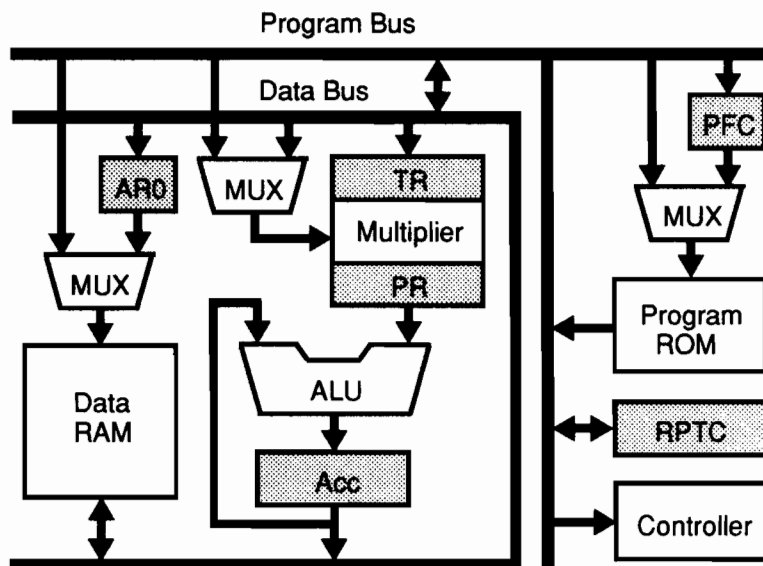 Program Bus
Data Bus
PFC
AR0
MUX
TR
MUX
Multiplier
MUX
PR
Program
ROM
ALU
Data
RAM
RPTC
Acc
Controller